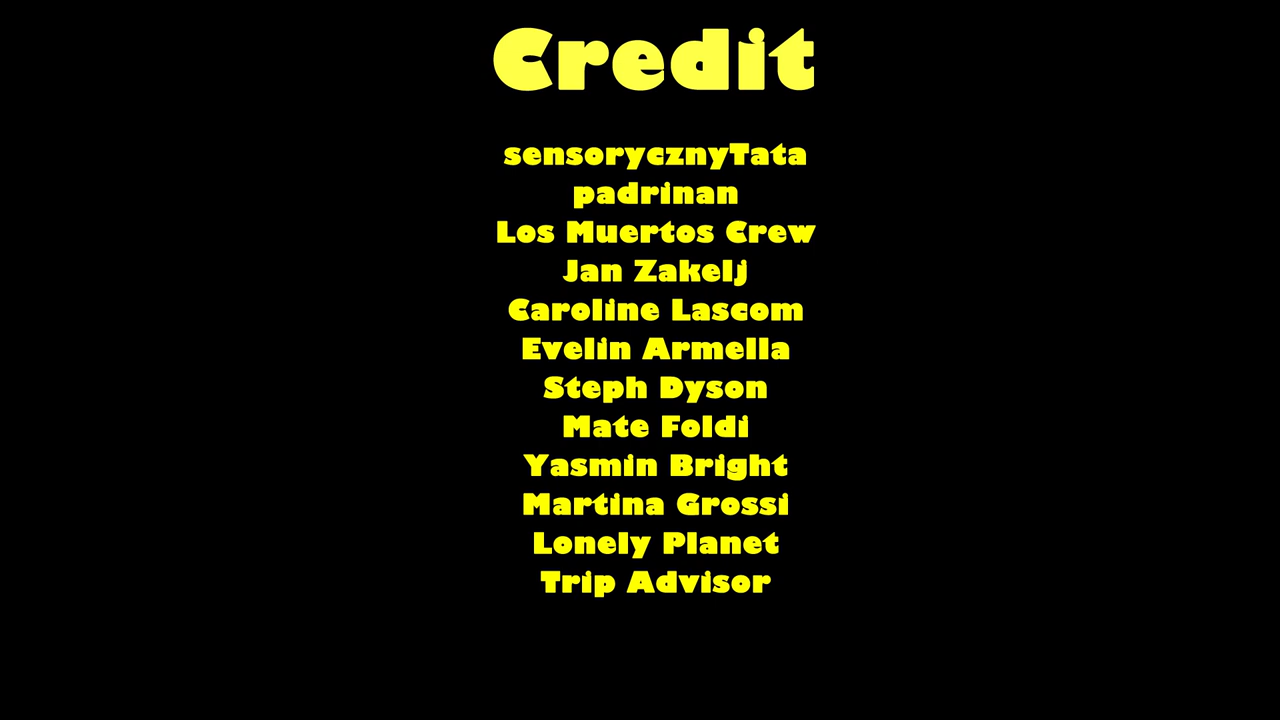 Credit
sensorycznyTata
padrinan
Los Muertos Crew
Jan Zakelj
Caroline Lascom
Evelin Armella
Steph Dyson
Mate Foldi
Yasmin Bright
Martina Grossi
Lonely Planet
Trip Advisor